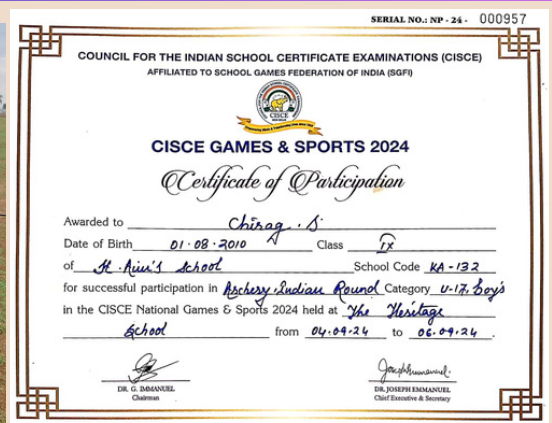 SERIAL NO.: NP - 24 - 000957
COUNCIL FOR THE INDIAN SCHOOL CERTIFICATE EXAMINATIONS (CISCE)
AFFILIATED TO SCHOOL GAMES FEDERATION OF INDIA (SGFI)
CISCE
CISCE GAMES & SPORTS 2024
Certificate of Participation
Awarded to Chirag . S
Date of Birth 01 - 08 - 2010 Class IX
of School School Code KA - 132
for successful participation in Archery Indian Round Category U-17, Boy's
in the CISCE National Games & Sports 2024 held at The Heritage
School from 04.09.24 to 06.09.24
DR. G. IMMANUEL
Chairman
DR. JOSEPH EMMANUEL
Chief Executive & Secretary